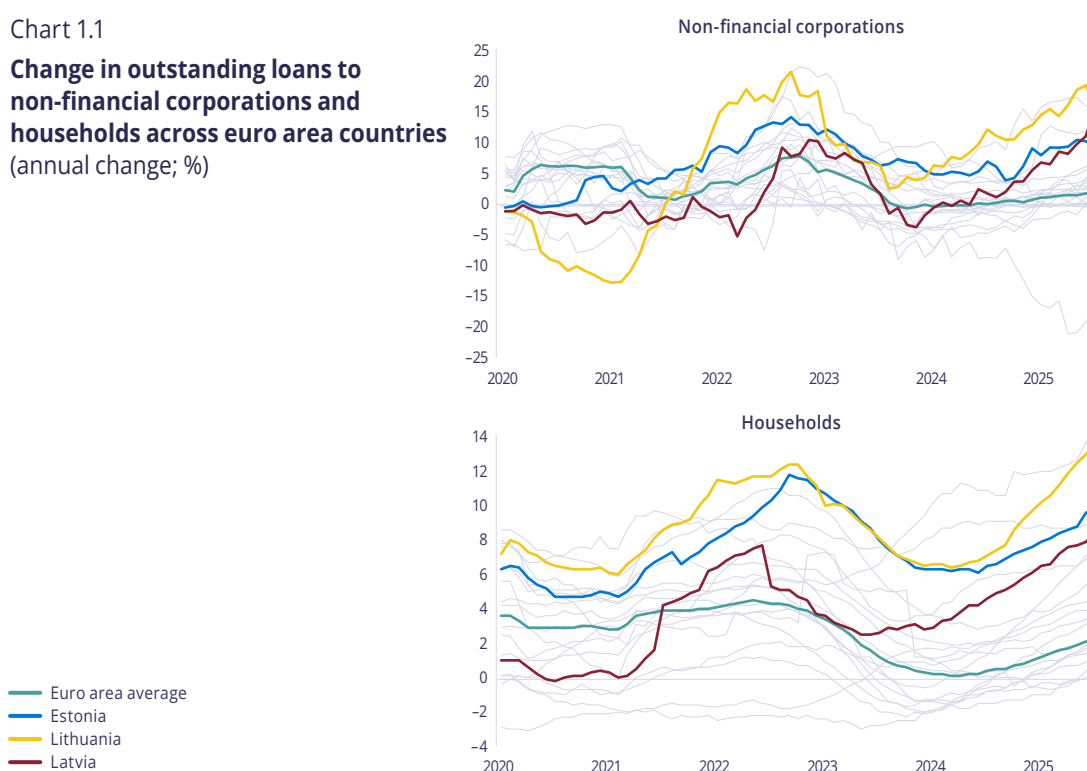 Chart 1.1
Change in outstanding loans to
non-financial corporations and
households across euro area countries
(annual change; %)
Non-financial corporations
25
20
15
10
5
0
−5
−10
−15
−20
−25
2020 2021 2022 2023 2024 2025
Households
14
12
10
8
6
4
2
0
−2
−4
2020 2021 2022 2023 2024 2025
Euro area average
Estonia
Lithuania
Latvia